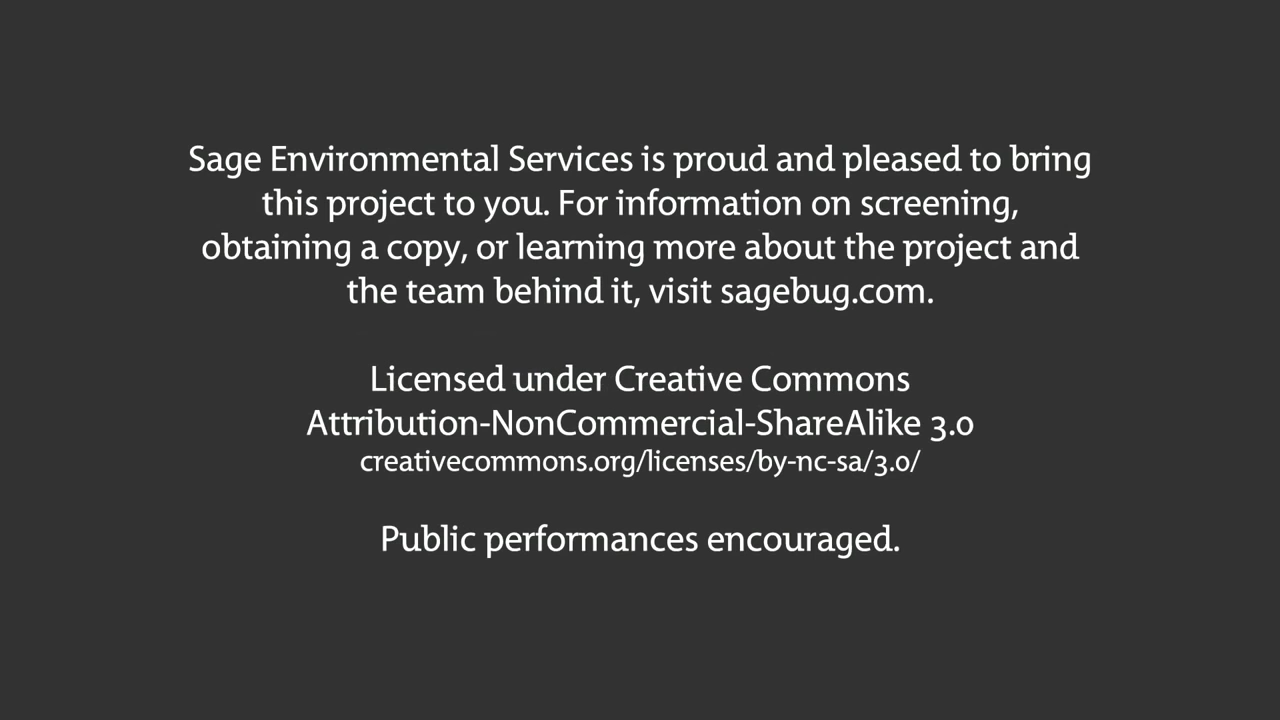 Sage Environmental Services is proud and pleased to bring
this project to you. For information on screening,
obtaining a copy, or learning more about the project and
the team behind it, visit sagebug.com.
Licensed under Creative Commons
Attribution-NonCommercial-ShareAlike 3.0
creativecommons.org/licenses/by-nc-sa/3.0/
Public performances encouraged.